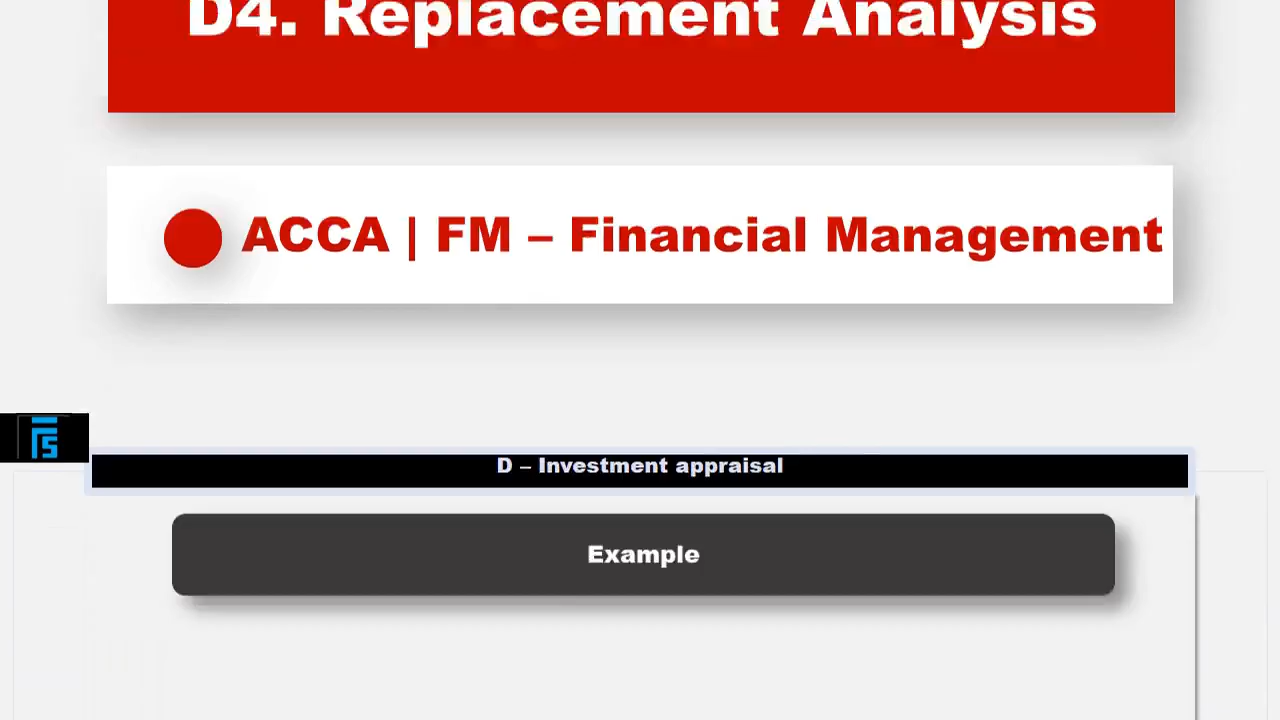 D4. Replacement Analysis
ACCA | FM – Financial Management
D – Investment appraisal
Example